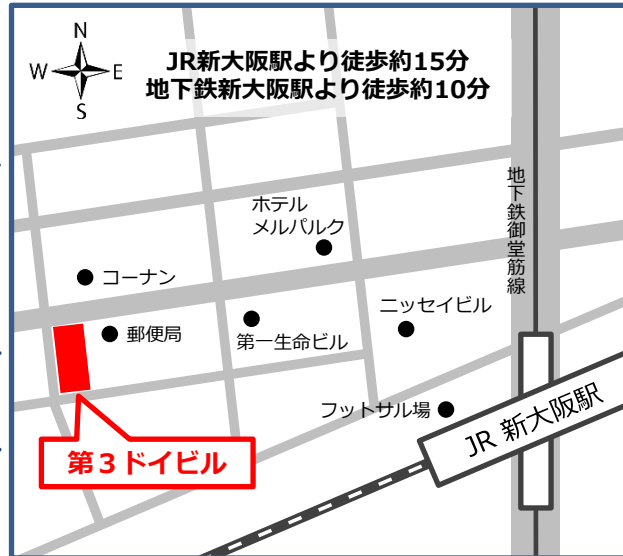 N
W E
S
JR新大阪駅より徒歩約15分
地下鉄新大阪駅より徒歩約10分
地下鉄御堂筋線
ホテル
メルパルク
コーナン
ニッセイビル
郵便局
第一生命ビル
フットサル場
JR 新大阪駅
第３ドイビル